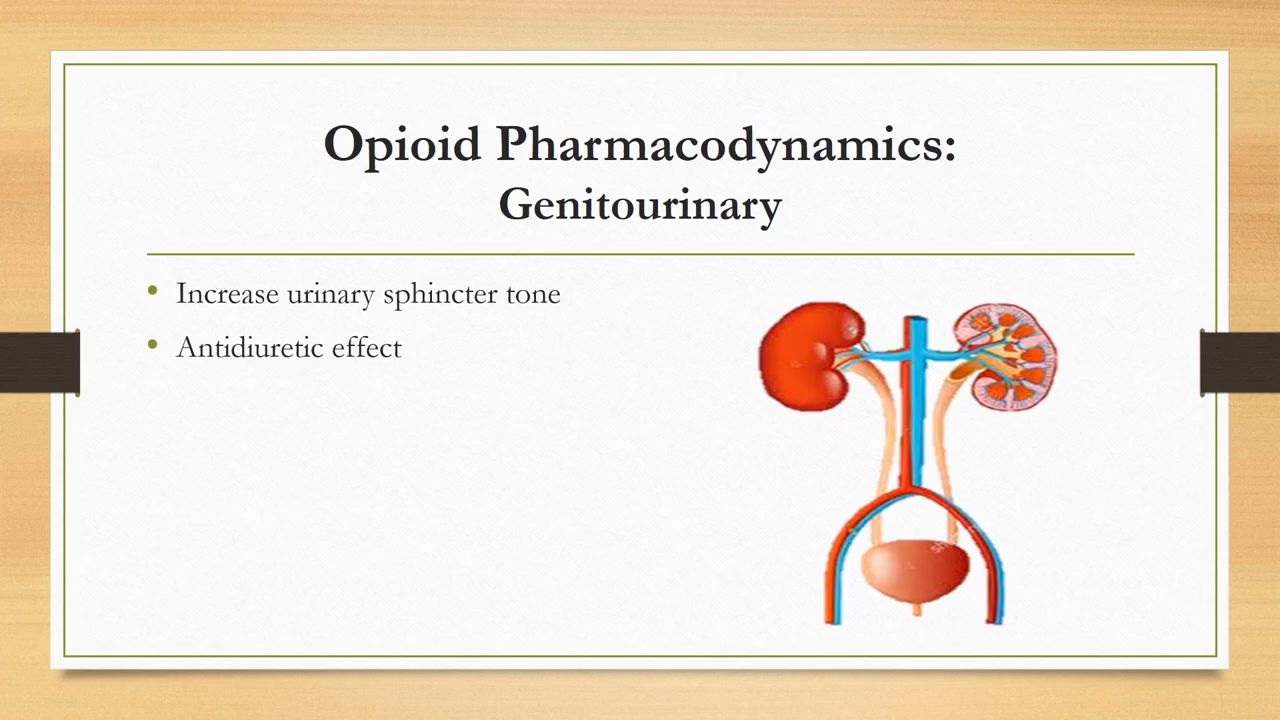 Opioid Pharmacodynamics:
Genitourinary
• Increase urinary sphincter tone
• Antidiuretic effect